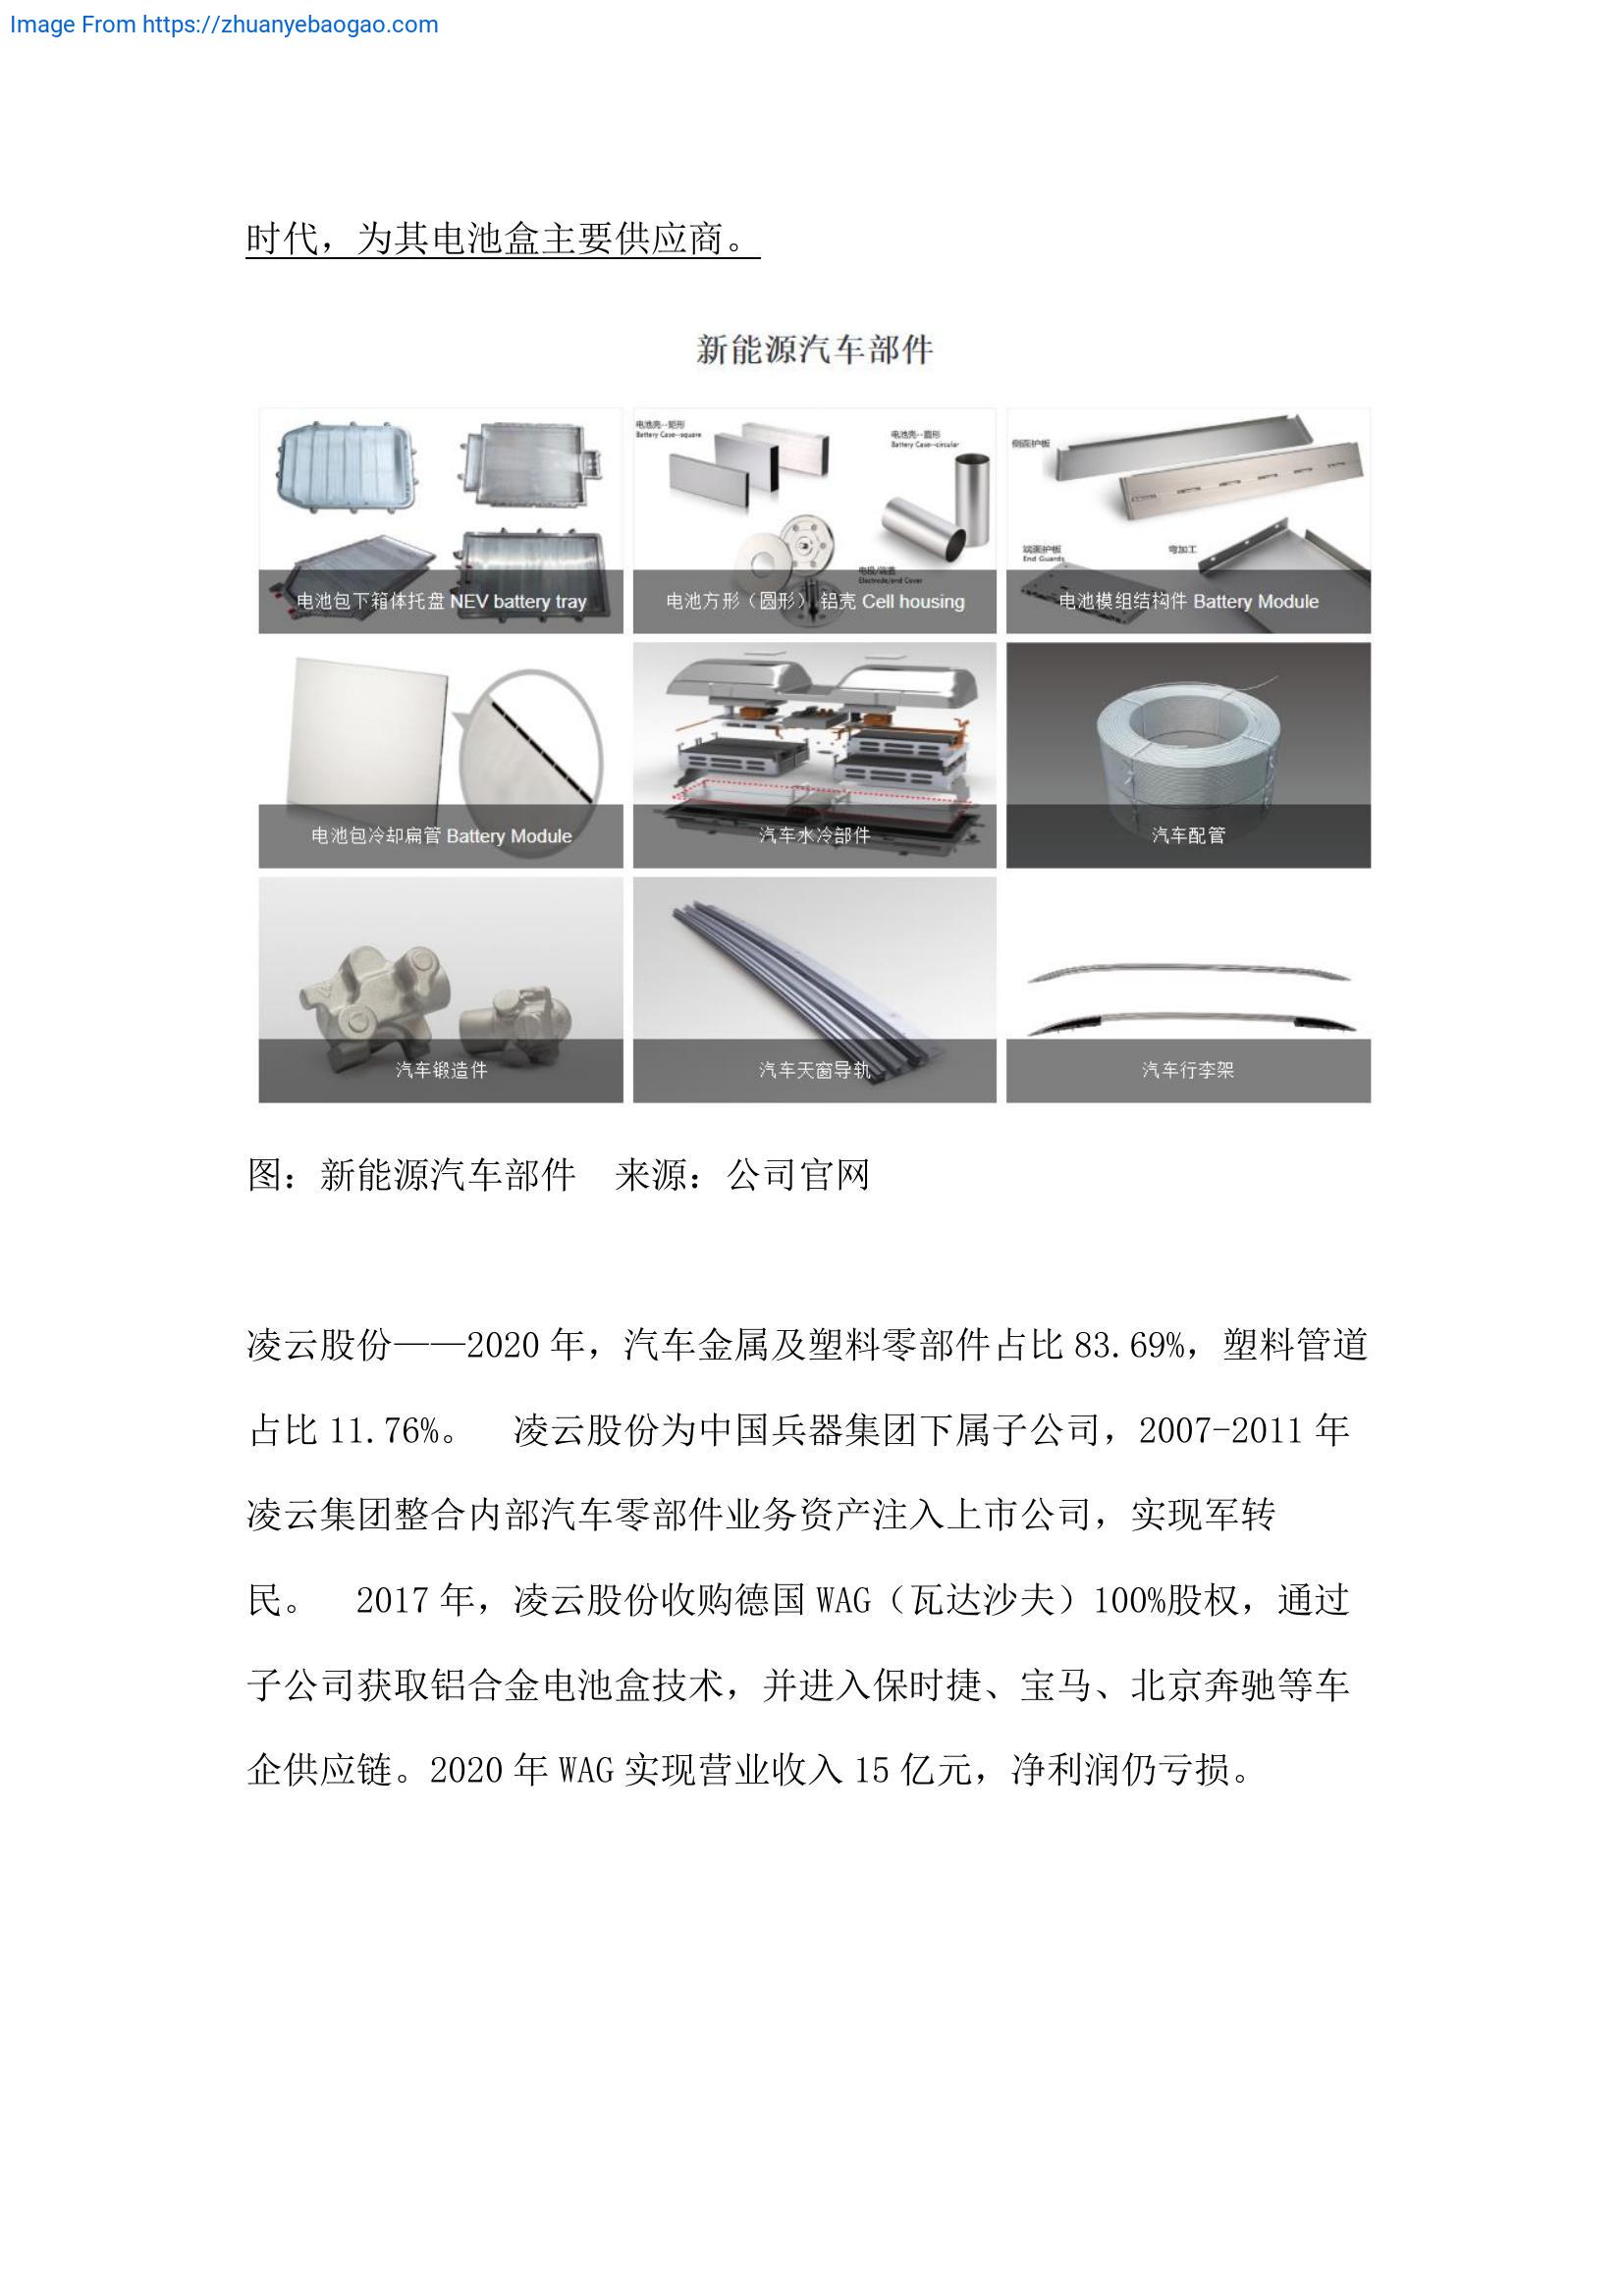 Image From https://zhuanyebaogao.com
时代，为其电池盒主要供应商。
新能源汽车部件
电池包下箱体托盘 NEV battery tray
电池壳--矩形
Battery Case--square
电池壳--圆形
Battery Case--circular
电极/端盖
Electrode/end Cover
电池方形（圆形） 铝壳 Cell housing
侧面护板
端面护板
End Guards
弯加工
电池模组结构件 Battery Module
电池包冷却扁管 Battery Module
汽车水冷部件
汽车配管
汽车锻造件
汽车天窗导轨
汽车行李架
图：新能源汽车部件　来源：公司官网
凌云股份——2020 年，汽车金属及塑料零部件占比 83.69%，塑料管道
占比 11.76%。　凌云股份为中国兵器集团下属子公司，2007-2011 年
凌云集团整合内部汽车零部件业务资产注入上市公司，实现军转
民。　2017 年，凌云股份收购德国 WAG（瓦达沙夫）100%股权，通过
子公司获取铝合金电池盒技术，并进入保时捷、宝马、北京奔驰等车
企供应链。2020 年 WAG 实现营业收入 15 亿元，净利润仍亏损。